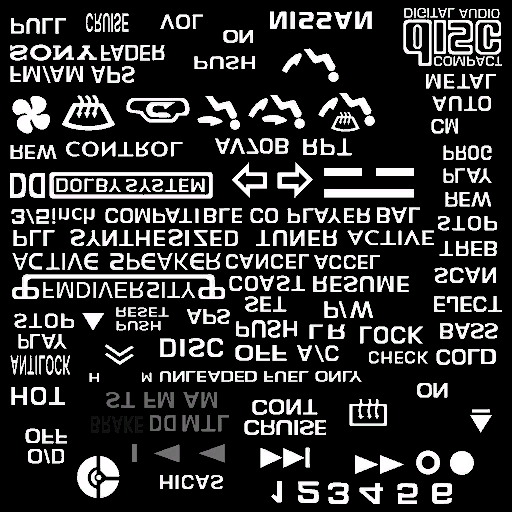 PULL CRUISE VOL ON NISSAN DIGITAL AUDIO
disc
COMPACT
SONY FADER PUSH
FM/AM APS METAL
AUTO
CM
REW CONTROL AV70B RPT PROG
DOLBY SYSTEM PLAY
REW
3/5inch COMPATIBLE CD PLAYER BAL STOP
PLL SYNTHESIZED TUNER ACTIVE TREB
ACTIVE SPEAKER CANCEL ACCEL SCAN
FMDIVERSITY COAST RESUME
STOP RESET APS SET P/W EJECT
PUSH PUSH LR LOCK BASS
PLAY DISC OFF A/C CHECK COLD
ANTILOCK
H M UNLEADED FUEL ONLY
HOT ST FM AM CONT ON
BRAKE DD MTL CRUISE
OFF
O/D
HICAS 1 2 3 4 5 6